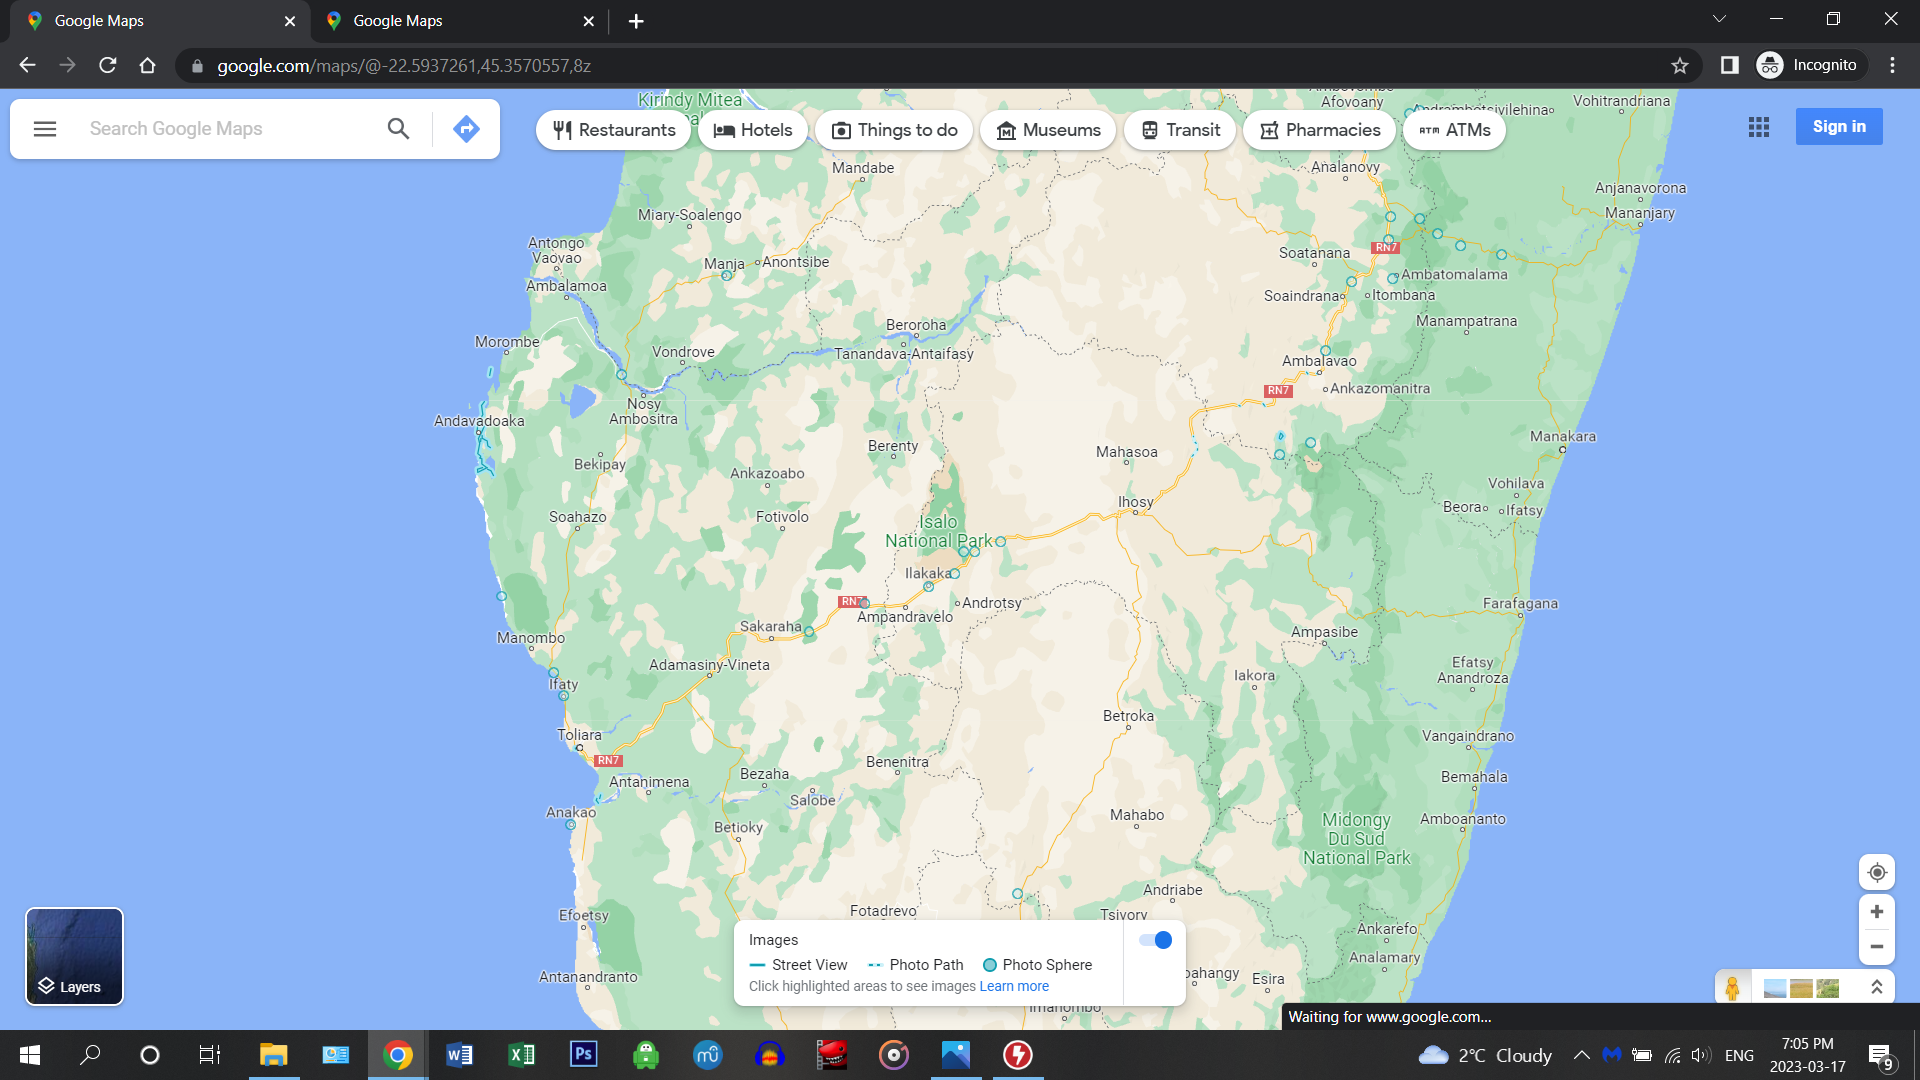 Google Maps
Google Maps
google.com/maps/@-22.5937261,45.3570557,8z
Incognito
Search Google Maps
Restaurants
Hotels
Things to do
Museums
Transit
Pharmacies
ATM ATMs
Sign in
Kirindy Mitea
Afovoany
Andrambotsivilehina
Vohitrandriana
Mandabe
Analanovy
Anjanavorona
Mananjary
Miary-Soalengo
Antongo
Vaovao
Manja
Anontsibe
Soatanana
RN7
Ambatomalama
Ambalamoa
Soaindrana
Itombana
Beroroha
Manampatrana
Morombe
Vondrove
Tanandava-Antaifasy
Ambalavao
RN7
Ankazomanitra
Nosy
Ambositra
Andavadoaka
Berenty
Mahasoa
Manakara
Bekipay
Ankazoabo
Vohilava
Ihosy
Beora
Ifatsy
Soahazo
Fotivolo
Isalo
National Park
Ilakaka
RN7
Androtsy
Ampandravelo
Farafagana
Manombo
Sakaraha
Ampasibe
Adamasiny-Vineta
Efatsy
Anandroza
Ifaty
Iakora
Betroka
Toliara
RN7
Vangaindrano
Benenitra
Antanimena
Bezaha
Bemahala
Salobe
Anakao
Mahabo
Midongy
Du Sud
National Park
Amboananto
Betioky
Andriabe
Efoetsy
Fotadrevo
Tsivory
Ankarefo
Analamary
Antanandranto
Esira
Layers
Images
Street View
Photo Path
Photo Sphere
Click highlighted areas to see images Learn more
Waiting for www.google.com...
2°C Cloudy
ENG
7:05 PM
2023-03-17
9